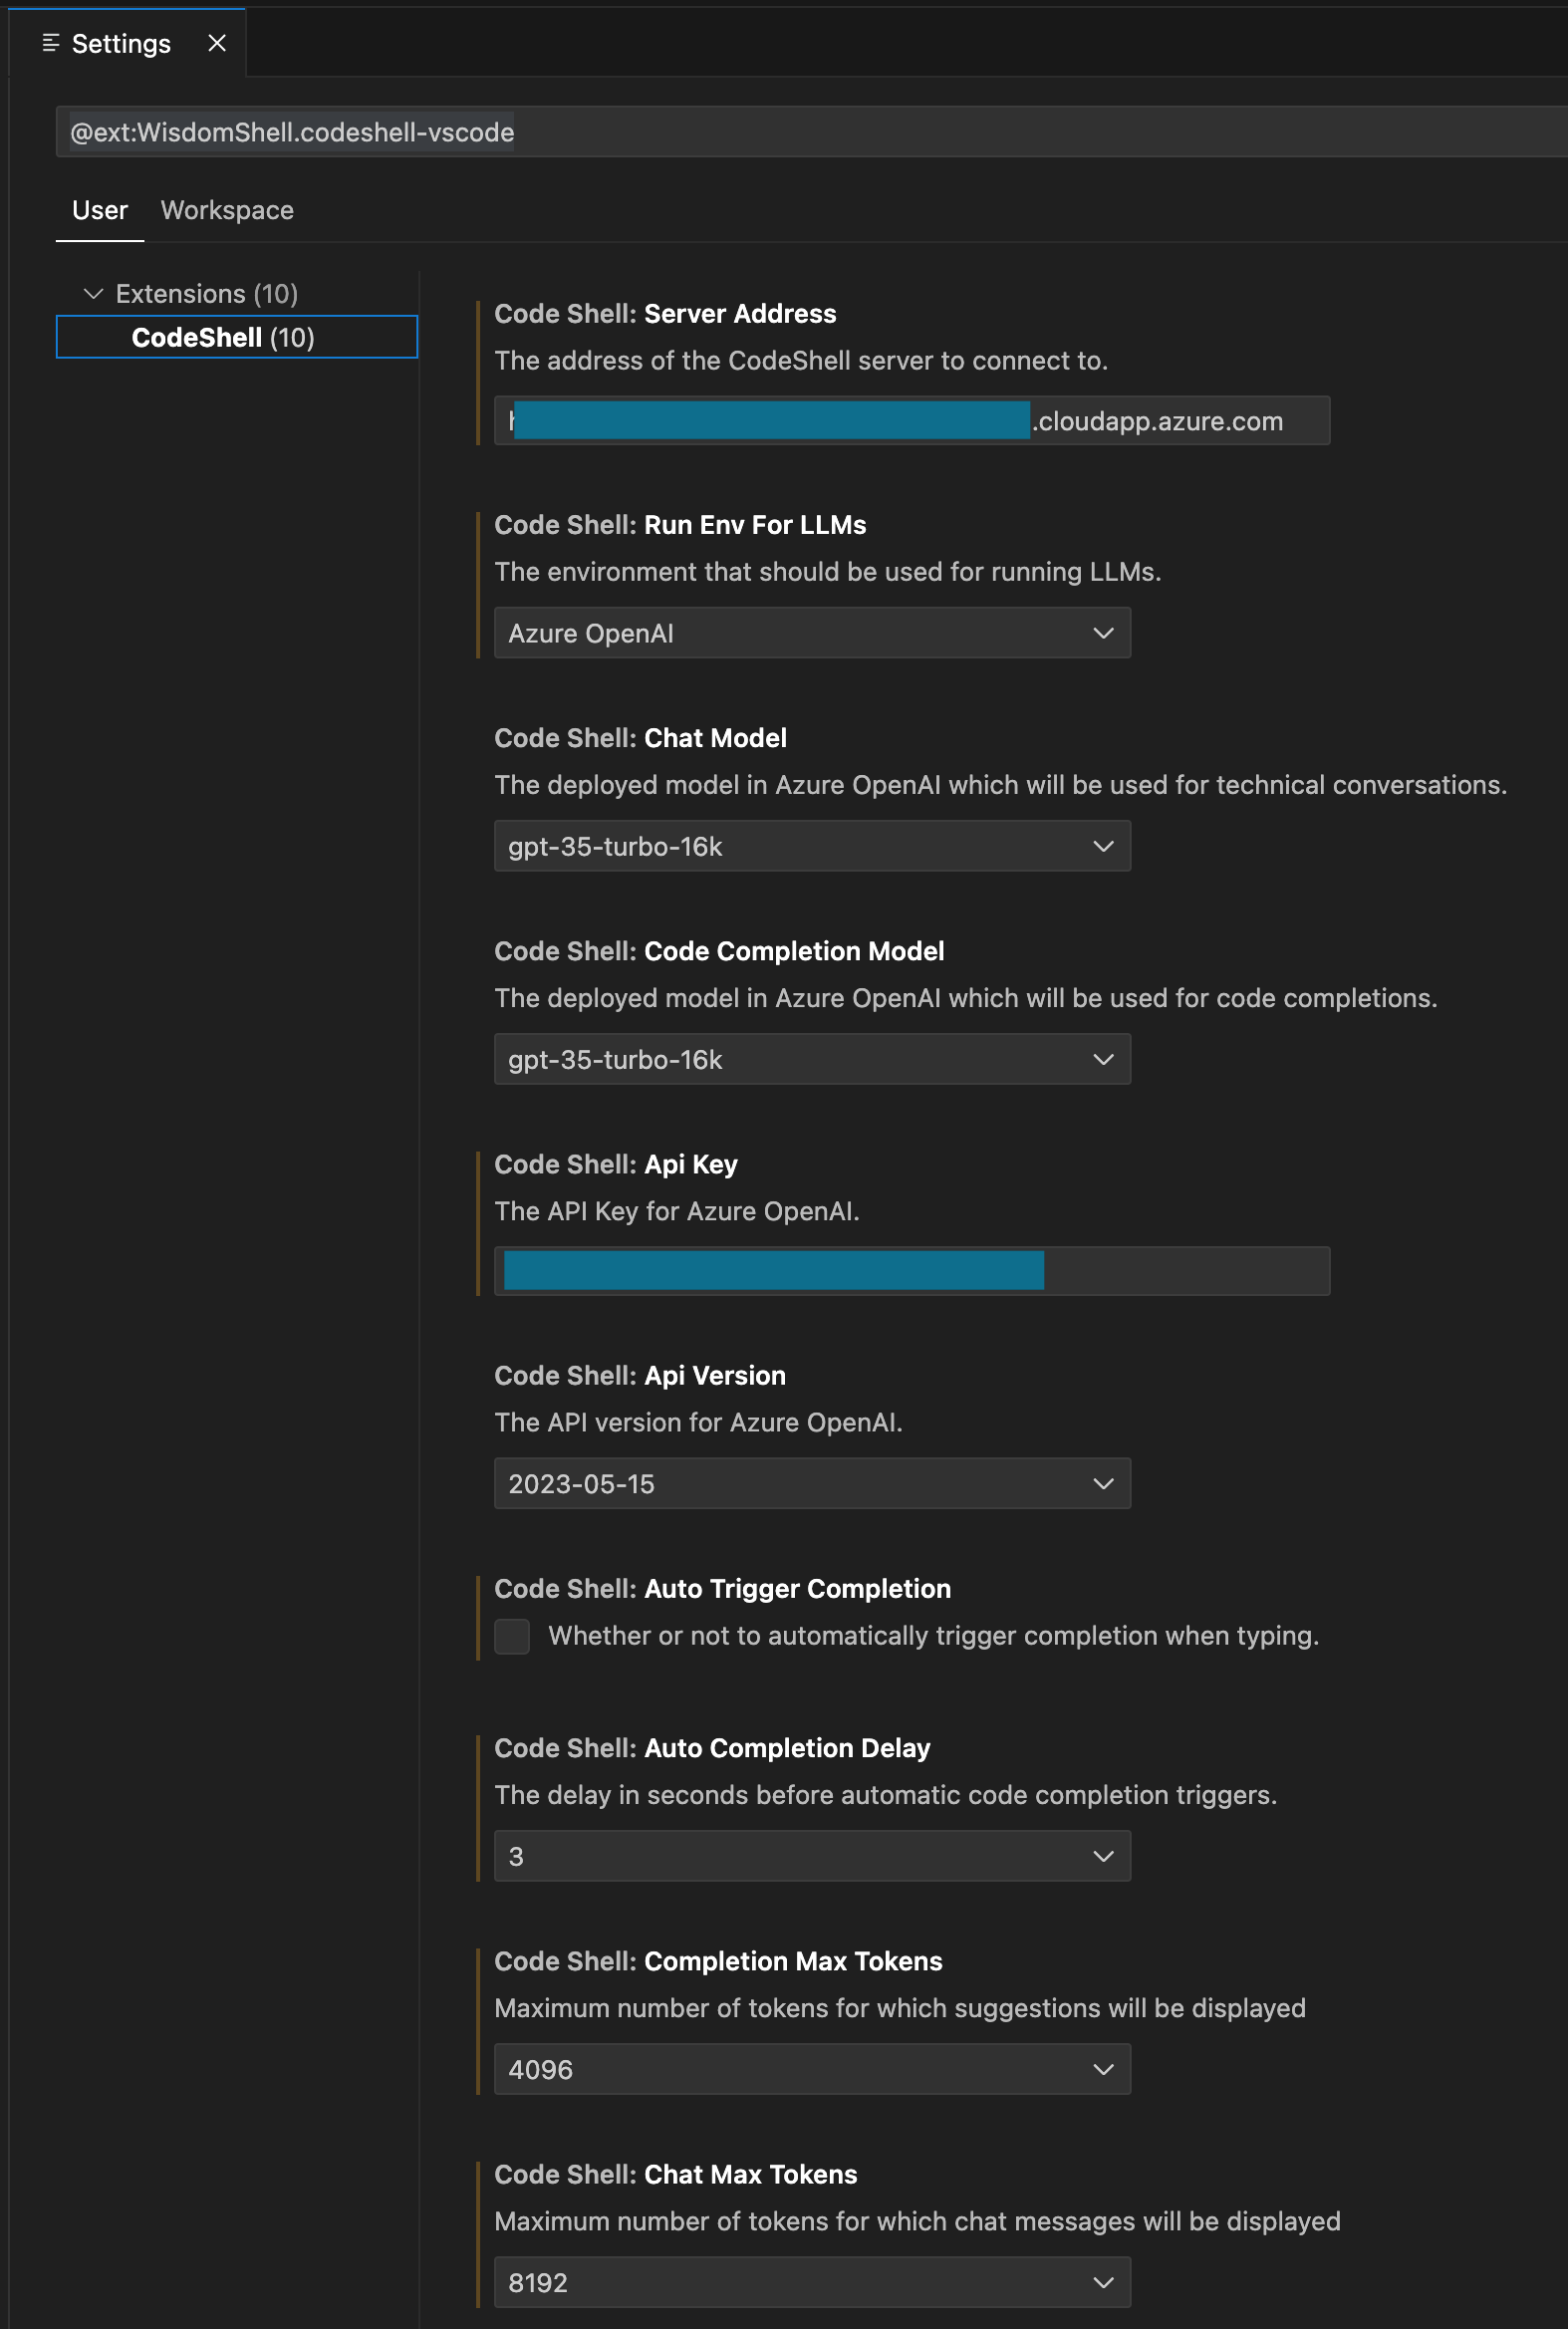 Settings
@ext:WisdomShell.codeshell-vscode
User Workspace
Extensions (10)
CodeShell (10)
Code Shell: Server Address
The address of the CodeShell server to connect to.
.cloudapp.azure.com
Code Shell: Run Env For LLMs
The environment that should be used for running LLMs.
Azure OpenAI
Code Shell: Chat Model
The deployed model in Azure OpenAI which will be used for technical conversations.
gpt-35-turbo-16k
Code Shell: Code Completion Model
The deployed model in Azure OpenAI which will be used for code completions.
gpt-35-turbo-16k
Code Shell: Api Key
The API Key for Azure OpenAI.
Code Shell: Api Version
The API version for Azure OpenAI.
2023-05-15
Code Shell: Auto Trigger Completion
Whether or not to automatically trigger completion when typing.
Code Shell: Auto Completion Delay
The delay in seconds before automatic code completion triggers.
3
Code Shell: Completion Max Tokens
Maximum number of tokens for which suggestions will be displayed
4096
Code Shell: Chat Max Tokens
Maximum number of tokens for which chat messages will be displayed
8192